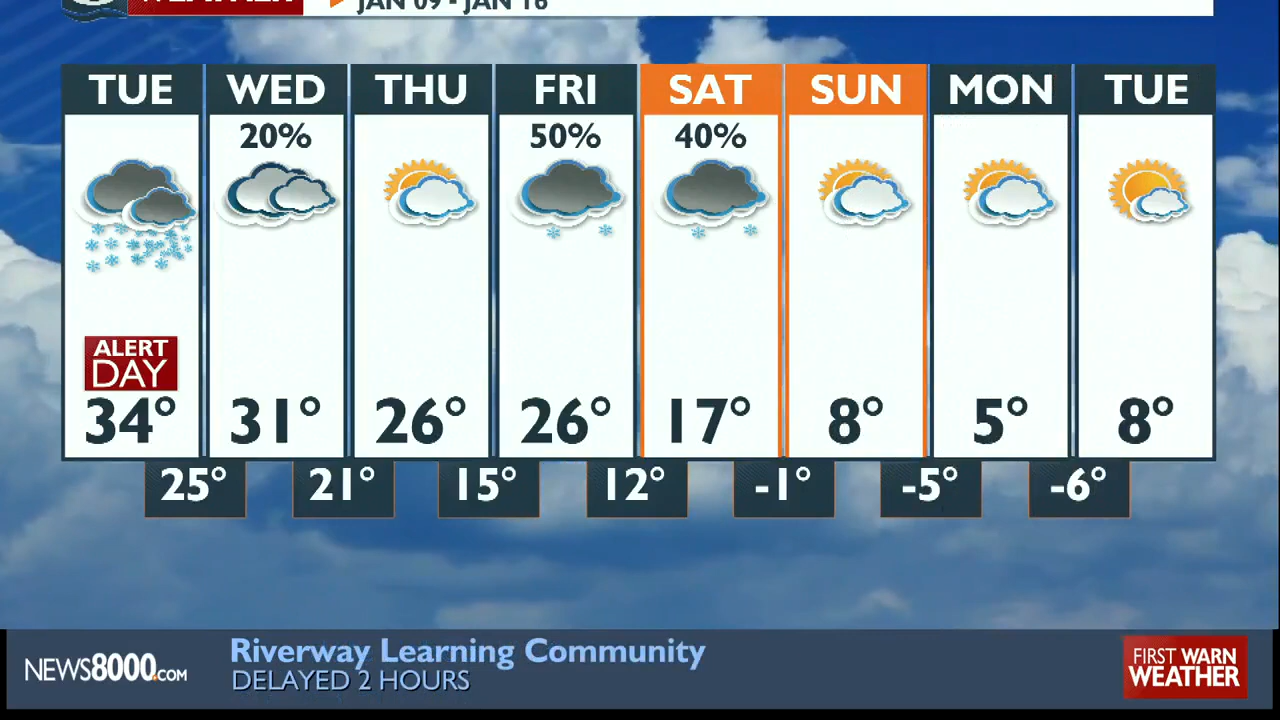 WEATHER
JAN 09 - JAN 16
TUE WED THU FRI SAT SUN MON TUE
20% 50% 40%
ALERT
DAY
34° 31° 26° 26° 17° 8° 5° 8°
25° 21° 15° 12° -1° -5° -6°
Riverway Learning Community
DELAYED 2 HOURS
NEWS8000.COM
FIRST WARN
WEATHER